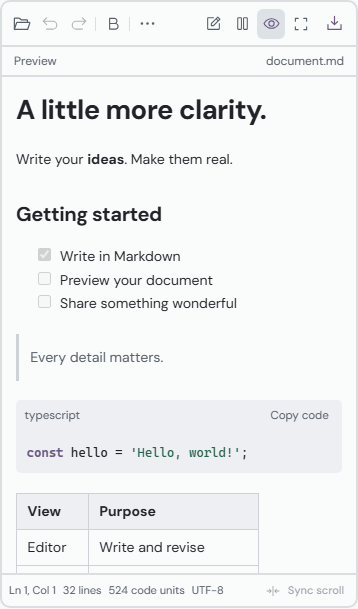 B
Preview document.md
A little more clarity.
Write your ideas. Make them real.
Getting started
Write in Markdown
Preview your document
Share something wonderful
Every detail matters.
typescript Copy code
const hello = 'Hello, world!';
View Purpose
Editor Write and revise
Ln 1, Col 1 32 lines 524 code units UTF-8 Sync scroll